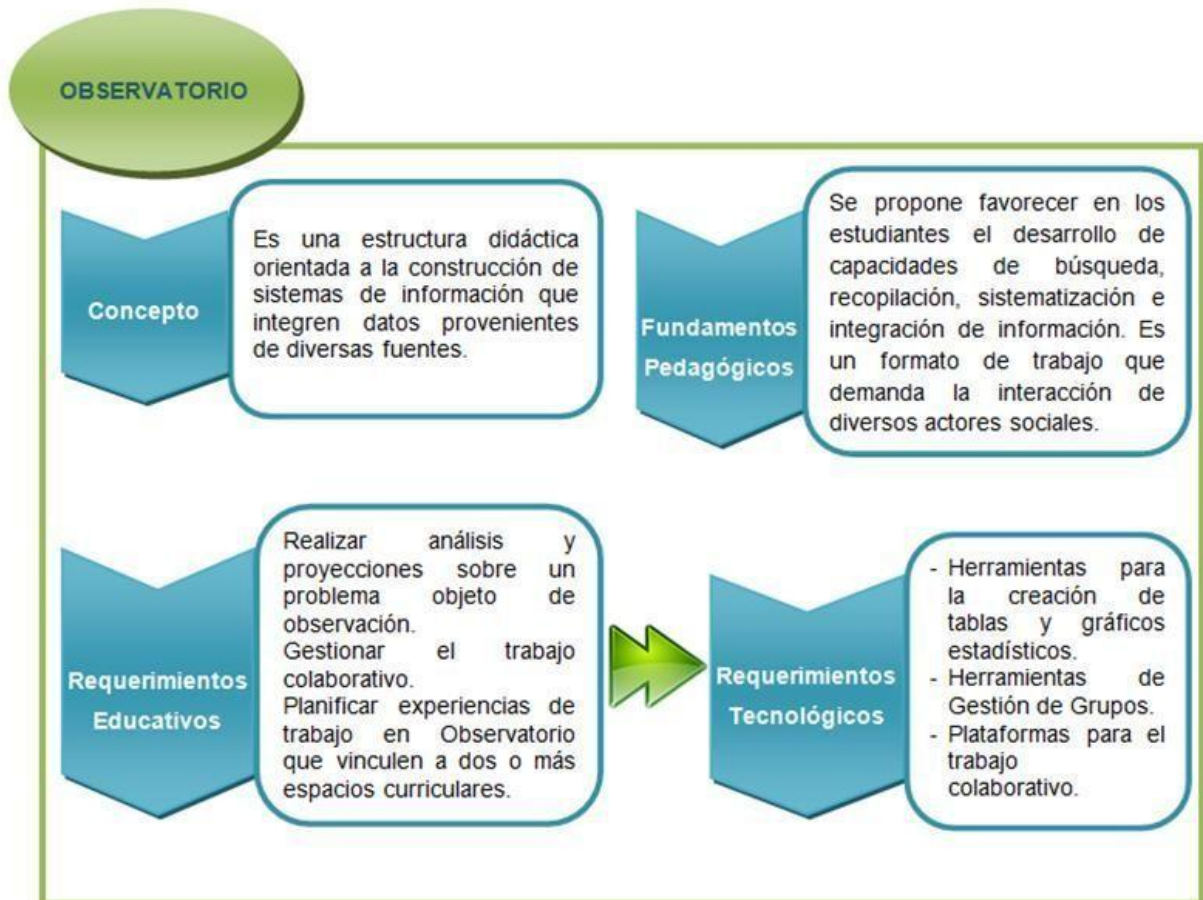 OBSERVATORIO
Concepto
Es una estructura didáctica
orientada a la construcción de
sistemas de información que
integren datos provenientes
de diversas fuentes.
Fundamentos
Pedagógicos
Se propone favorecer en los
estudiantes el desarrollo de
capacidades de búsqueda,
recopilación, sistematización e
integración de información. Es
un formato de trabajo que
demanda la interacción de
diversos actores sociales.
Requerimientos
Educativos
Realizar análisis y
proyecciones sobre un
problema objeto de
observación.
Gestionar el trabajo
colaborativo.
Planificar experiencias de
trabajo en Observatorio
que vinculen a dos o más
espacios curriculares.
Requerimientos
Tecnológicos
- Herramientas para
la creación de
tablas y gráficos
estadísticos.
- Herramientas de
Gestión de Grupos.
- Plataformas para el
trabajo
colaborativo.